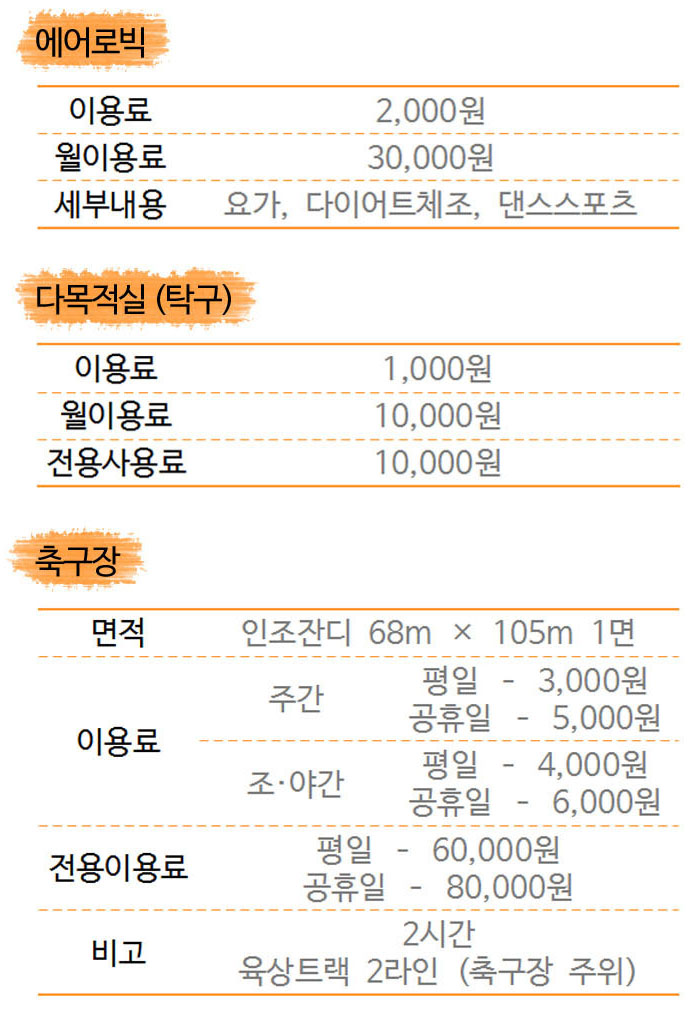 에어로빅
이용료 2,000원
월이용료 30,000원
세부내용 요가, 다이어트체조, 댄스스포츠
다목적실 (탁구)
이용료 1,000원
월이용료 10,000원
전용사용료 10,000원
축구장
면적 인조잔디 68m × 105m 1면
이용료
주간
평일 - 3,000원
공휴일 - 5,000원
조·야간
평일 - 4,000원
공휴일 - 6,000원
전용이용료
평일 - 60,000원
공휴일 - 80,000원
비고
2시간
육상트랙 2라인 (축구장 주위)